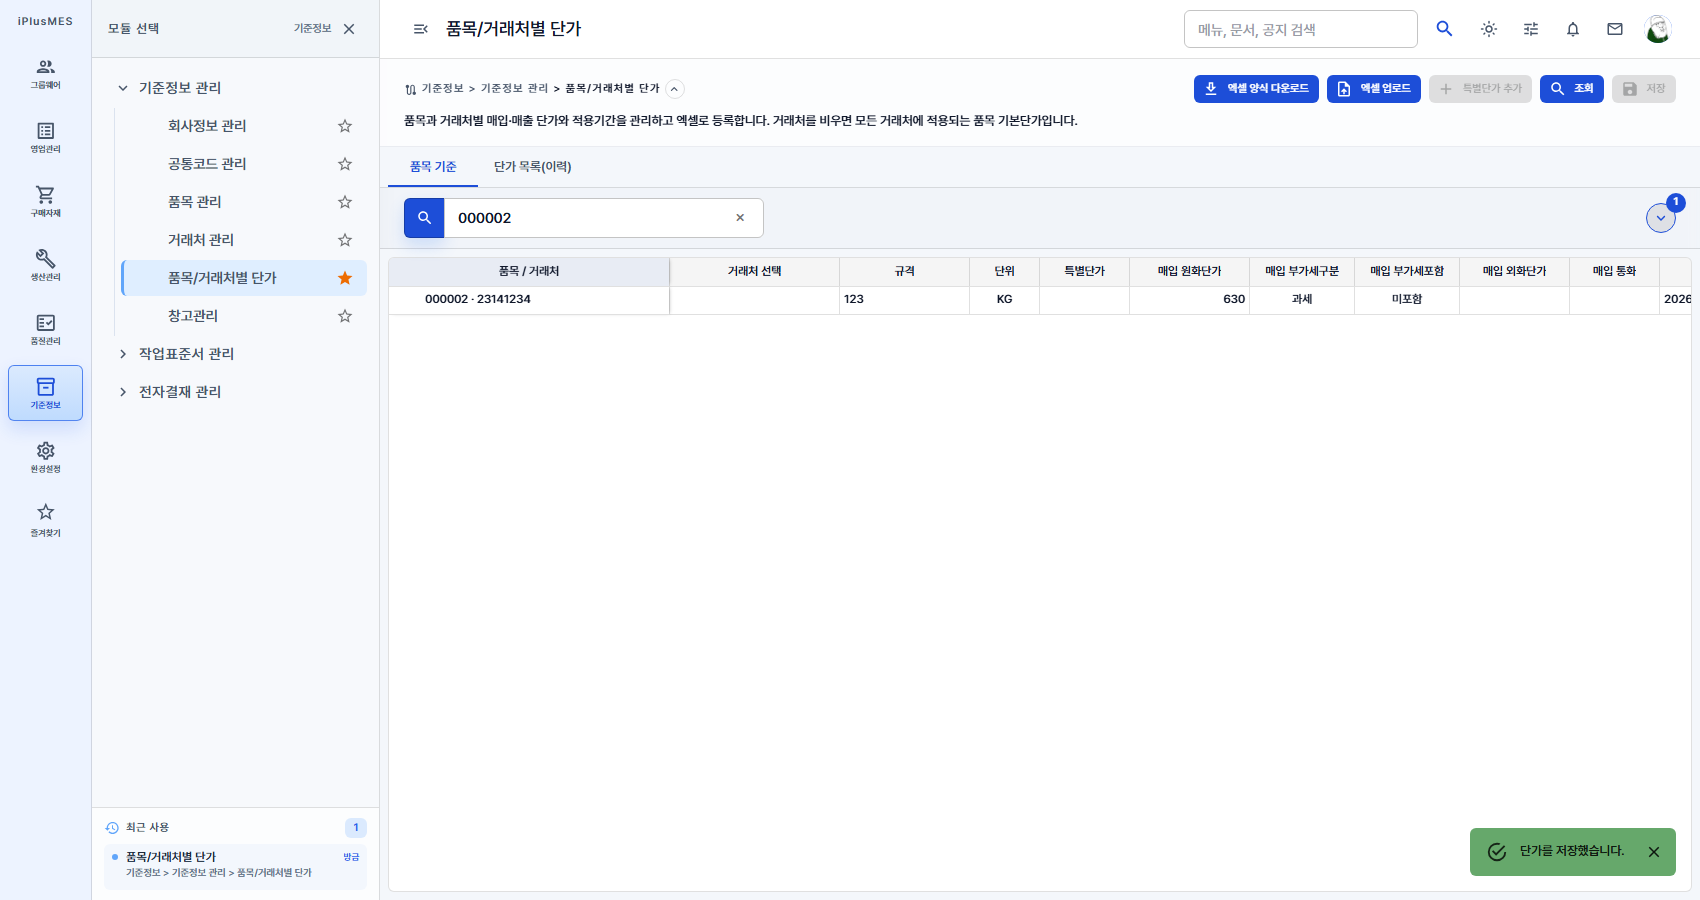 iPlusMES
그룹웨어
영업관리
구매자재
생산관리
품질관리
기준정보
환경설정
즐겨찾기
모듈 선택
기준정보
기준정보 관리
회사정보 관리
공통코드 관리
품목 관리
거래처 관리
품목/거래처별 단가
창고관리
작업표준서 관리
전자결재 관리
최근 사용
1
품목/거래처별 단가
방금
기준정보 > 기준정보 관리 > 품목/거래처별 단가
품목/거래처별 단가
메뉴, 문서, 공지 검색
기준정보 > 기준정보 관리 > 품목/거래처별 단가
엑셀 양식 다운로드
엑셀 업로드
특별단가 추가
조회
저장
품목과 거래처별 매입·매출 단가와 적용기간을 관리하고 엑셀로 등록합니다. 거래처를 비우면 모든 거래처에 적용되는 품목 기본단가입니다.
품목 기준
단가 목록(이력)
000002
1
품목 / 거래처 거래처 선택 규격 단위 특별단가 매입 원화단가 매입 부가세구분 매입 부가세포함 매입 외화단가 매입 통화
000002 · 23141234 123 KG 630 과세 미포함 2026
단가를 저장했습니다.